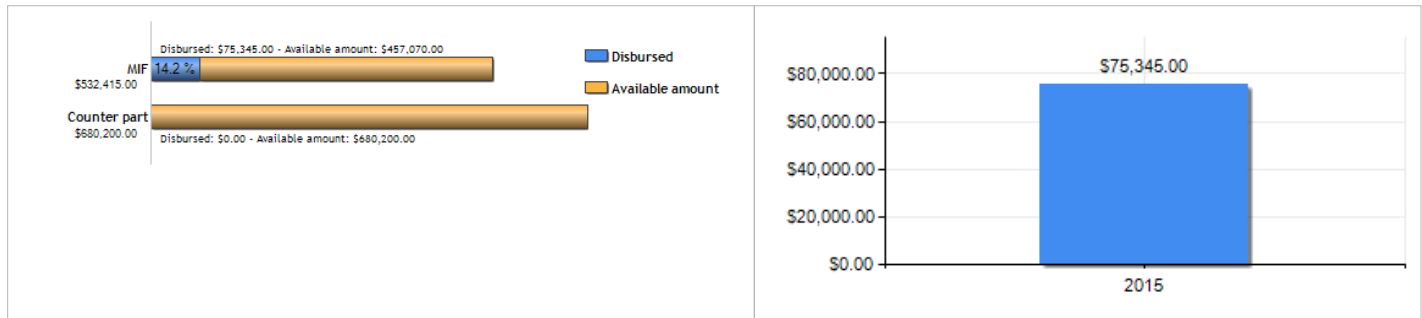 Disbursed: $75,345.00 - Available amount: $457,070.00
MIF 14.2 %
$532,415.00
Counter part
$680,200.00
Disbursed: $0.00 - Available amount: $680,200.00
Disbursed
Available amount
$75,345.00
$80,000.00
$60,000.00
$40,000.00
$20,000.00
$0.00
2015